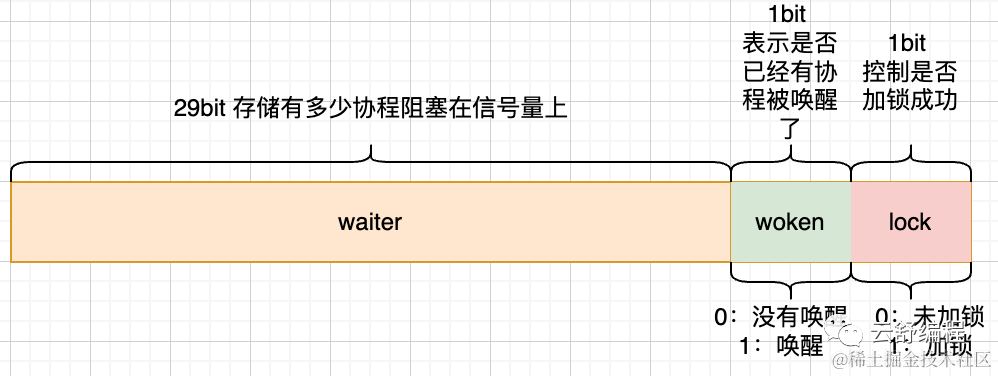 1bit
表示是否
已经有协
程被唤醒
了
1bit
控制是否
加锁成功
29bit 存储有多少协程阻塞在信号量上
waiter
woken
lock
0：没有唤醒
1：唤醒
0：未加锁
1：加锁
云舒编程
@稀土掘金技术社区